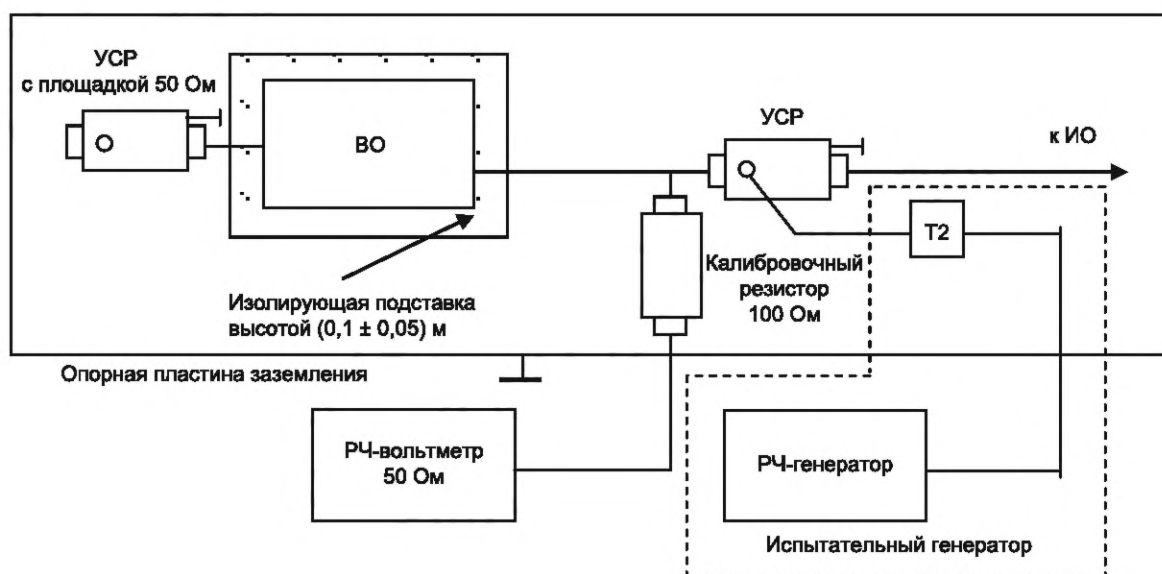 УСР
с площадкой 50 Ом
ВО
УСР
к ИО
Т2
Калибровочный
резистор
100 Ом
Изолирующая подставка
высотой (0,1 ± 0,05) м
Опорная пластина заземления
РЧ-вольтметр
50 Ом
РЧ-генератор
Испытательный генератор